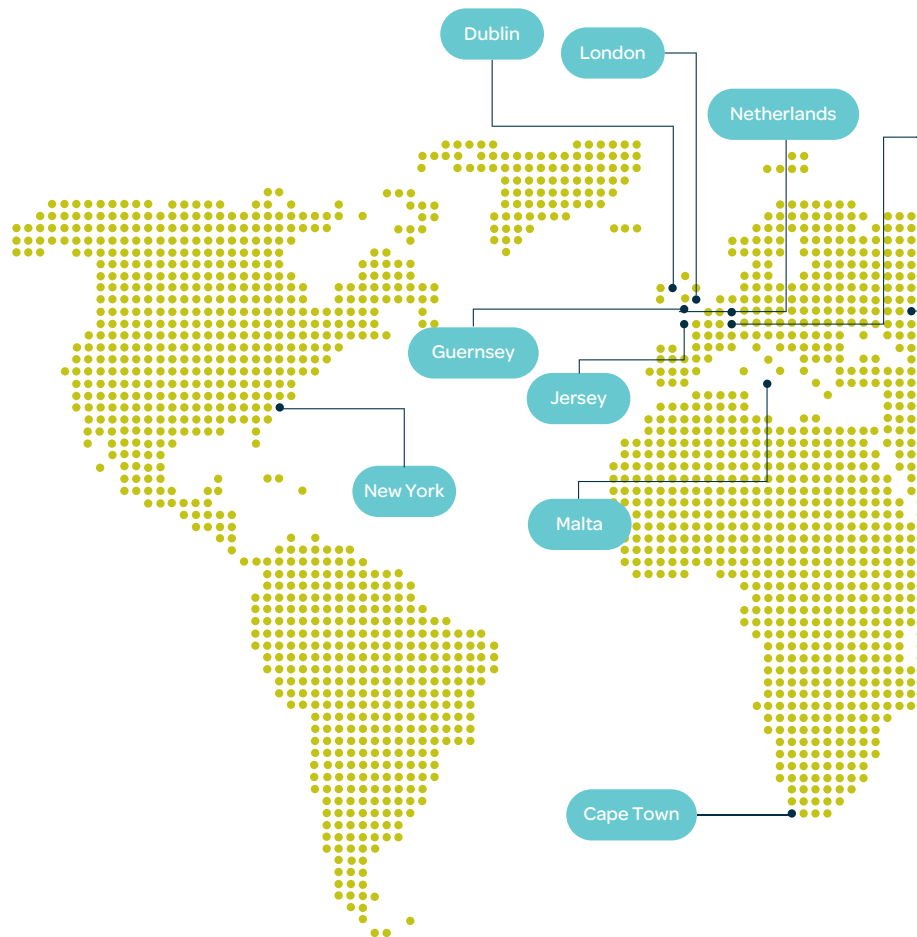 Dublin
London
Netherlands
Guernsey
Jersey
New York
Malta
Cape Town